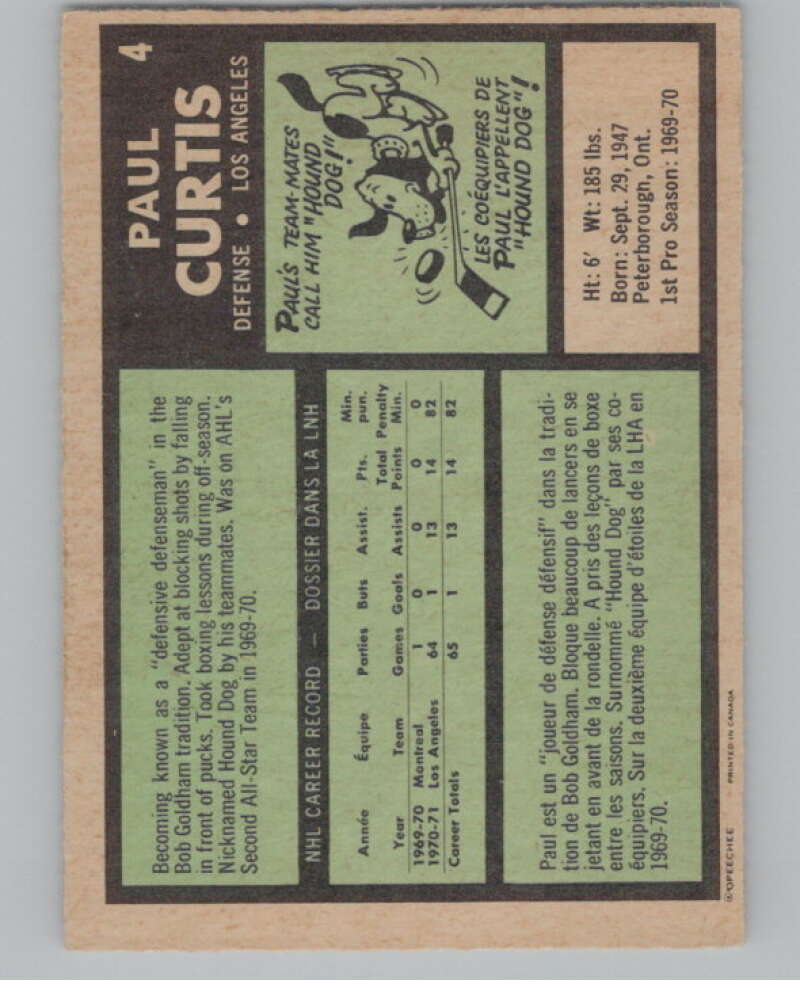 4
PAUL
CURTIS
DEFENSE • LOS ANGELES
PAUL'S TEAM-MATES
CALL HIM "HOUND
DOG!"
LES COÉQUIPIERS DE
PAUL L'APPELLENT
"HOUND DOG"!
Ht: 6' Wt: 185 lbs.
Born: Sept. 29, 1947
Peterborough, Ont.
1st Pro Season: 1969-70
Becoming known as a "defensive defenseman" in the
Bob Goldham tradition. Adept at blocking shots by falling
in front of pucks. Took boxing lessons during off-season.
Nicknamed Hound Dog by his teammates. Was on AHL's
Second All-Star Team in 1969-70.
NHL CAREER RECORD — DOSSIER DANS LA LNH
Année Équipe Parties Buts Assist. Pts. Min. pun.
Year Team Games Goals Assists Total Points Penalty Min.
1969-70 Montreal 1 0 0 0 0
1970-71 Los Angeles 64 1 13 14 82
Career Totals 65 1 13 14 82
Paul est un "joueur de défense défensif" dans la tradi-
tion de Bob Goldham. Bloque beaucoup de lancers en se
jetant en avant de la rondelle. A pris des leçons de boxe
entre les saisons. Surnommé "Hound Dog" par ses co-
équipiers. Sur la deuxième équipe d'étoiles de la LHA en
1969-70.
©OPEECHEE PRINTED IN CANADA